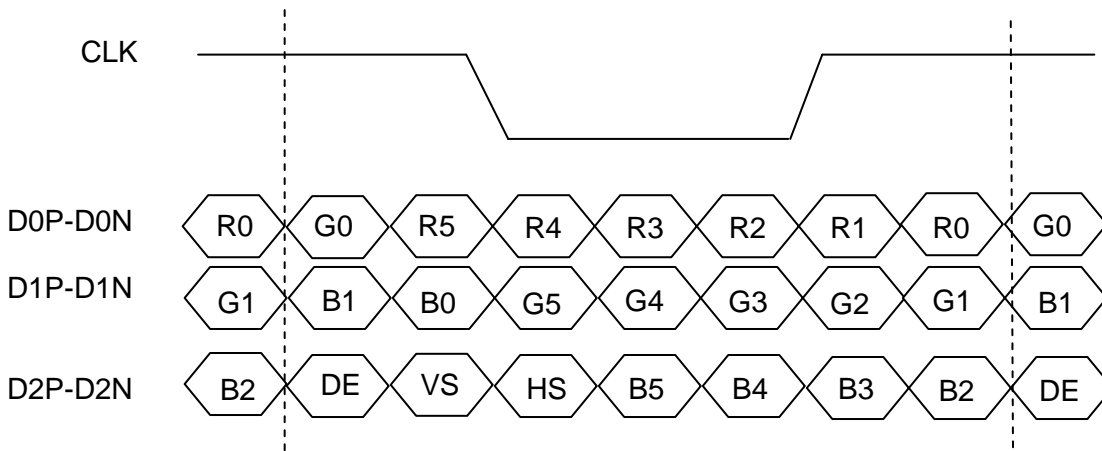 CLK
D0P-D0N R0 G0 R5 R4 R3 R2 R1 R0 G0
D1P-D1N G1 B1 B0 G5 G4 G3 G2 G1 B1
D2P-D2N B2 DE VS HS B5 B4 B3 B2 DE